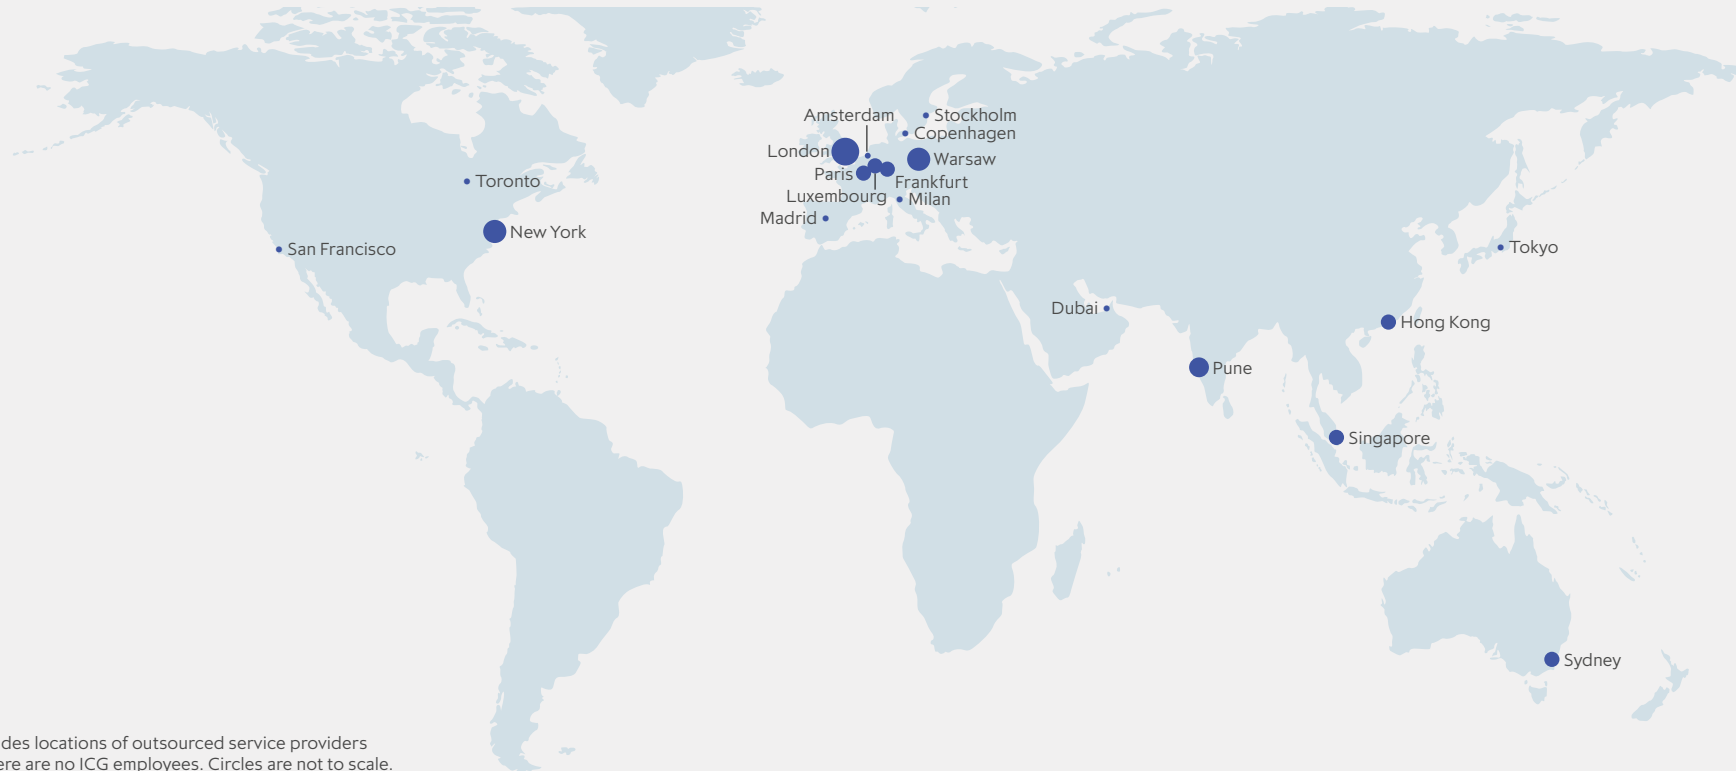 Amsterdam
Stockholm
Copenhagen
London
Warsaw
Paris
Frankfurt
Luxembourg
Milan
Madrid
Toronto
New York
San Francisco
Tokyo
Dubai
Hong Kong
Pune
Singapore
Sydney
des locations of outsourced service providers
ere are no ICG employees. Circles are not to scale.